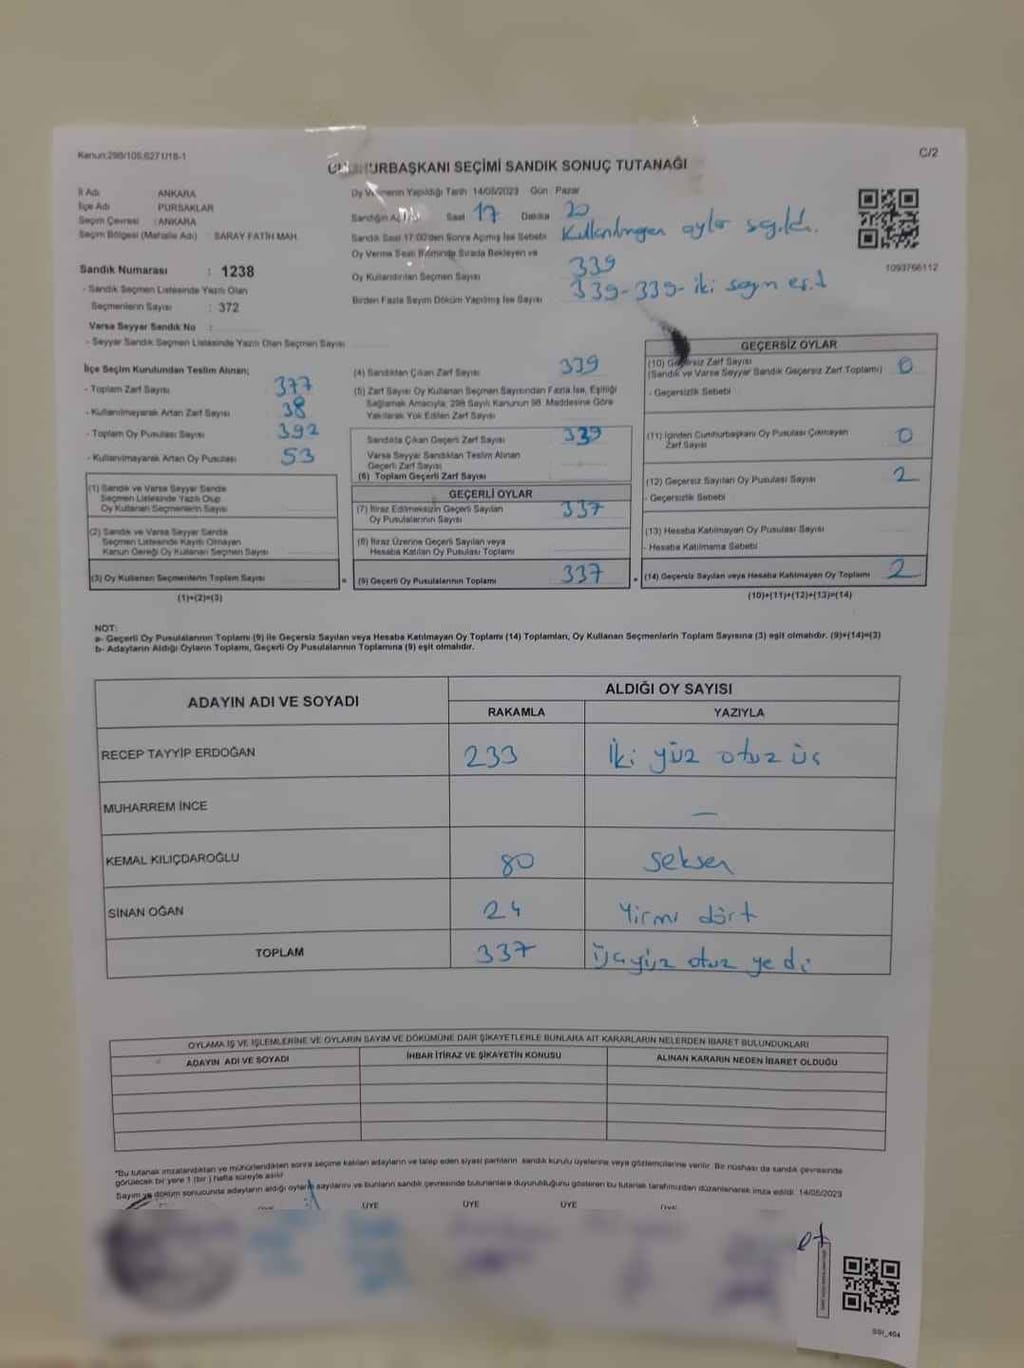 Kanun:298/105,6271/18-1
C/2
CUMHURBAŞKANI SEÇİMİ SANDIK SONUÇ TUTANAĞI
İl Adı ANKARA
İlçe Adı PURSAKLAR
Seçim Çevresi :ANKARA
Seçim Bölgesi (Mahalle Adı) SARAY FATİH MAH.
Sandık Numarası : 1238
- Sandık Seçmen Listesinde Yazılı Olan
Seçmenlerin Sayısı : 372
Varsa Seyyar Sandık No :
- Seyyar Sandık Seçmen Listesinde Yazılı Olan Seçmen Sayısı
Oy Verme Yapıldığı Tarih 14/05/2023 Gün Pazar
Sandığın Saat 17 Dakika 20
Sandık Saat 17:00'den Sonra Açılmış İse Sebebi Kullanılmayan oylar sayıldı.
Oy Verme Saati Bitiminde Sırada Bekleyen ve
Oy Kullandırılan Seçmen Sayısı 339
Birden Fazla Sayım Döküm Yapılmış İse Sayısı 339-339- iki sayım eşit
1093766112
İlçe Seçim Kurulundan Teslim Alınan;
- Toplam Zarf Sayısı 377
- Kullanılmayarak Artan Zarf Sayısı 38
- Toplam Oy Pusulası Sayısı 392
- Kullanılmayarak Artan Oy Pusulası 53
(1) Sandık ve Varsa Seyyar Sandık
Seçmen Listesinde Yazılı Olup
Oy Kullanan Seçmenlerin Sayısı
(2) Sandık ve Varsa Seyyar Sandık
Seçmen Listesinde Kaydı Olmayan
Kanun Gereği Oy Kullanan Seçmen Sayısı
(3) Oy Kullanan Seçmenlerin Toplam Sayısı
(1)+(2)=(3)
(4) Sandıktan Çıkan Zarf Sayısı 339
(5) Zarf Sayısı Oy Kullanan Seçmen Sayısından Fazla İse, Eşitliği
Sağlamak Amacıyla, 298 Sayılı Kanunun 98. Maddesine Göre
Yakılarak Yok Edilen Zarf Sayısı
Sandıkta Çıkan Geçerli Zarf Sayısı 339
Varsa Seyyar Sandıktan Teslim Alınan
Geçerli Zarf Sayısı
(6) Toplam Geçerli Zarf Sayısı
GEÇERLİ OYLAR
(7) İtiraz Edilmeksizin Geçerli Sayılan
Oy Pusulalarının Sayısı 337
(8) İtiraz Üzerine Geçerli Sayılan veya
Hesaba Katılan Oy Pusulası Toplamı
(9) Geçerli Oy Pusulalarının Toplamı 337
GEÇERSİZ OYLAR
(10) Geçersiz Zarf Sayısı
(Sandık ve Varsa Seyyar Sandık Geçersiz Zarf Toplamı) 0
- Geçersizlik Sebebi
(11) İçinden Cumhurbaşkanı Oy Pusulası Çıkmayan
Zarf Sayısı 0
(12) Geçersiz Sayılan Oy Pusulası Sayısı 2
- Geçersizlik Sebebi
(13) Hesaba Katılmayan Oy Pusulası Sayısı
- Hesaba Katılmama Sebebi
(14) Geçersiz Sayılan veya Hesaba Katılmayan Oy Toplamı 2
(10)+(11)+(12)+(13)=(14)
NOT:
a- Geçerli Oy Pusulalarının Toplamı (9) ile Geçersiz Sayılan veya Hesaba Katılmayan Oy Toplamı (14) Toplamları, Oy Kullanan Seçmenlerin Toplam Sayısına (3) eşit olmalıdır. (9)+(14)=(3)
b- Adayların Aldığı Oyların Toplamı, Geçerli Oy Pusulalarının Toplamına (9) eşit olmalıdır.
ADAYIN ADI VE SOYADI
ALDIĞI OY SAYISI
RAKAMLA YAZIYLA
RECEP TAYYİP ERDOĞAN 233 İki yüz otuz üç
MUHARREM İNCE —
KEMAL KILIÇDAROĞLU 80 seksen
SİNAN OĞAN 24 Yirmi dört
TOPLAM 337 üçyüz otuz yedi
OYLAMA İŞ VE İŞLEMLERİNE VE OYLARIN SAYIM VE DÖKÜMÜNE DAİR ŞİKAYETLERLE BUNLARA AİT KARARLARIN NELERDEN İBARET BULUNDUKLARI
ADAYIN ADI VE SOYADI İHBAR İTİRAZ VE ŞİKAYETİN KONUSU ALINAN KARARIN NEDEN İBARET OLDUĞU
*Bu tutanak imzalandıktan ve mühürlendikten sonra seçime katılan adayların ve talep eden siyasi partilerin sandık kurulu üyelerine veya gözlemcilerine verilir. Bir nüshası da sandık çevresinde
görülecek bir yere 1 (bir) hafta süreyle asılır
Sayım ve döküm sonucunda adayların aldığı oyların sayılarını ve bunların sandık çevresinde bulunanlara duyurulduğunu gösteren bu tutanak tarafımızdan düzenlenerek imza edildi. 14/05/2023
ÜYE ÜYE ÜYE
SSI_404